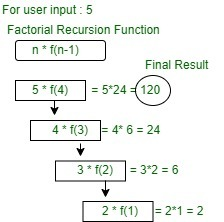 For user input : 5
Factorial Recursion Function
n * f(n-1)
Final Result
5 * f(4) = 5*24 = 120
4 * f(3) = 4* 6 = 24
3 * f(2) = 3*2 = 6
2 * f(1) = 2*1 = 2